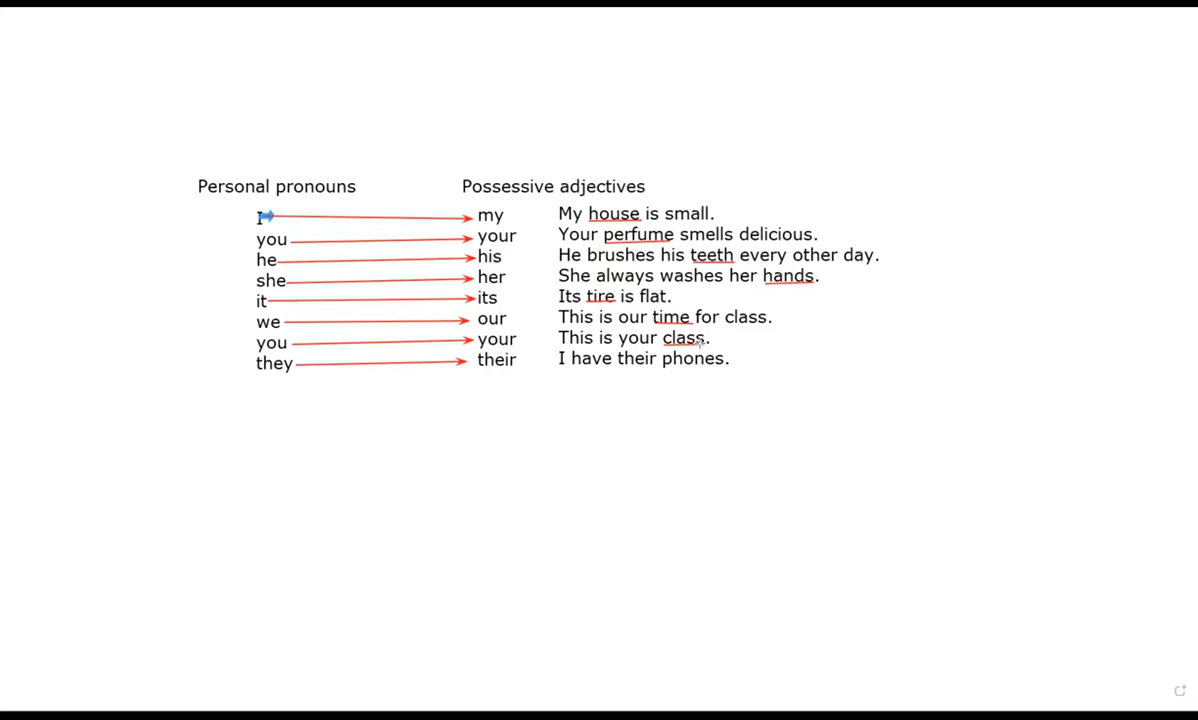 Personal pronouns Possessive adjectives
I my My house is small.
you your Your perfume smells delicious.
he his He brushes his teeth every other day.
she her She always washes her hands.
it its Its tire is flat.
we our This is our time for class.
you your This is your class.
they their I have their phones.